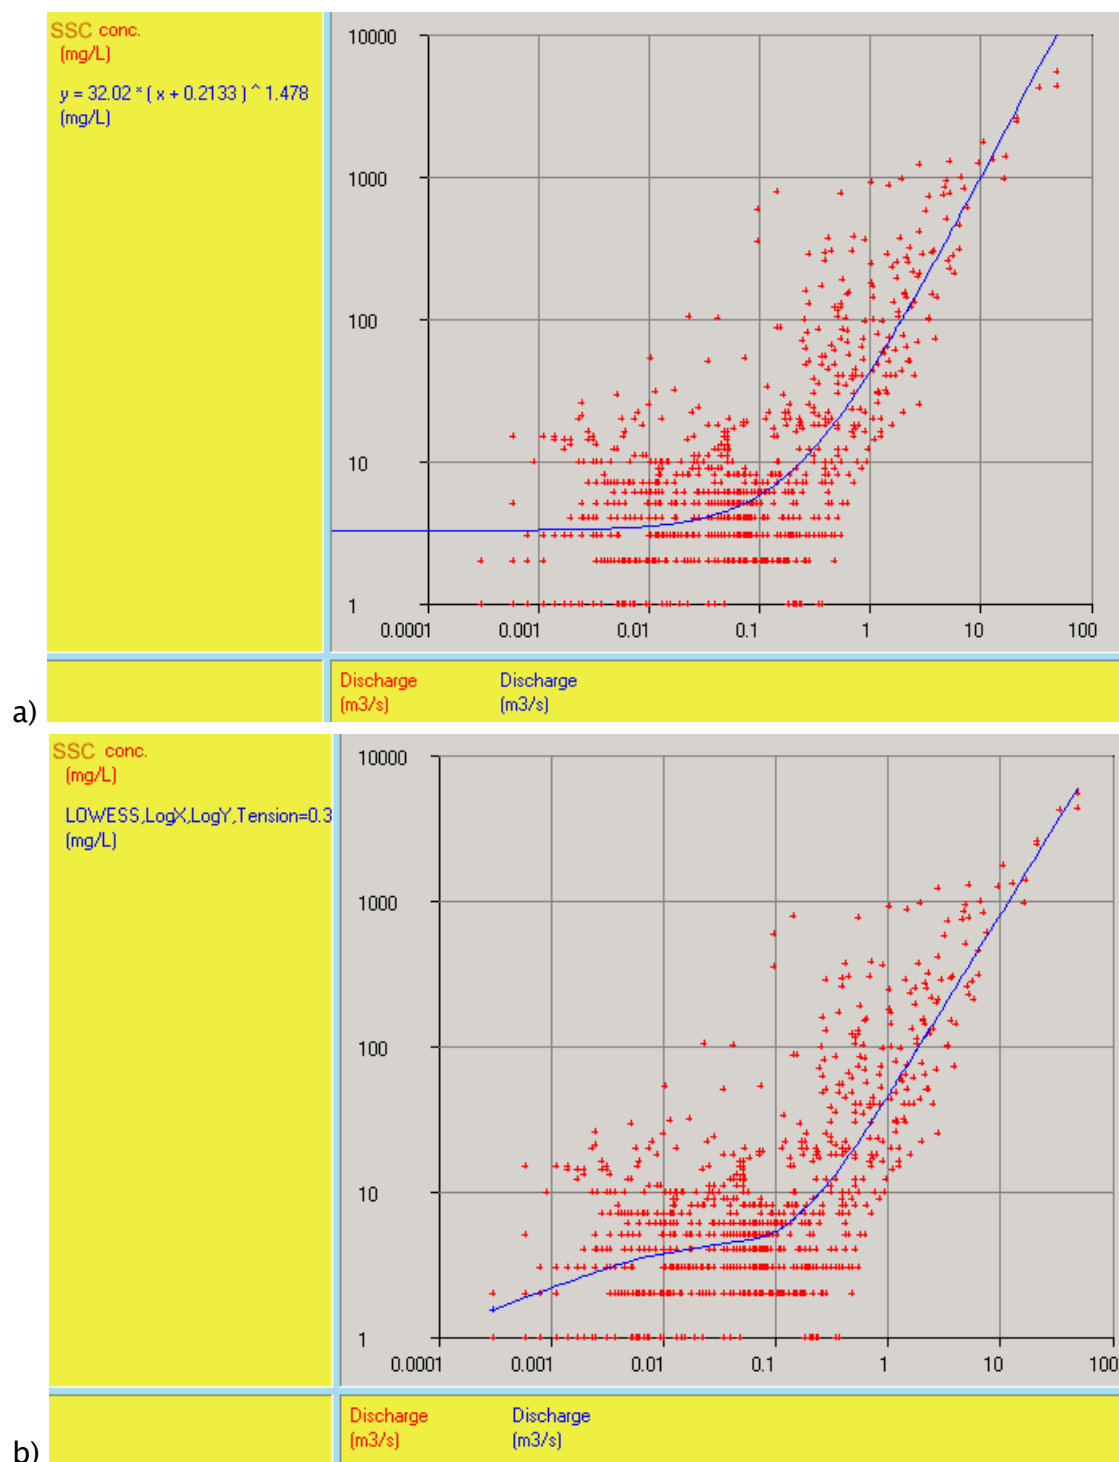 SSC conc.
(mg/L)
y = 32.02 * ( x + 0.2133 ) ^ 1.478
(mg/L)
10000
1000
100
10
1
0.0001 0.001 0.01 0.1 1 10 100
Discharge Discharge
(m3/s) (m3/s)
a)
SSC conc.
(mg/L)
LOWESS,LogX,LogY,Tension=0.3
(mg/L)
10000
1000
100
10
1
0.0001 0.001 0.01 0.1 1 10 100
Discharge Discharge
(m3/s) (m3/s)
b)